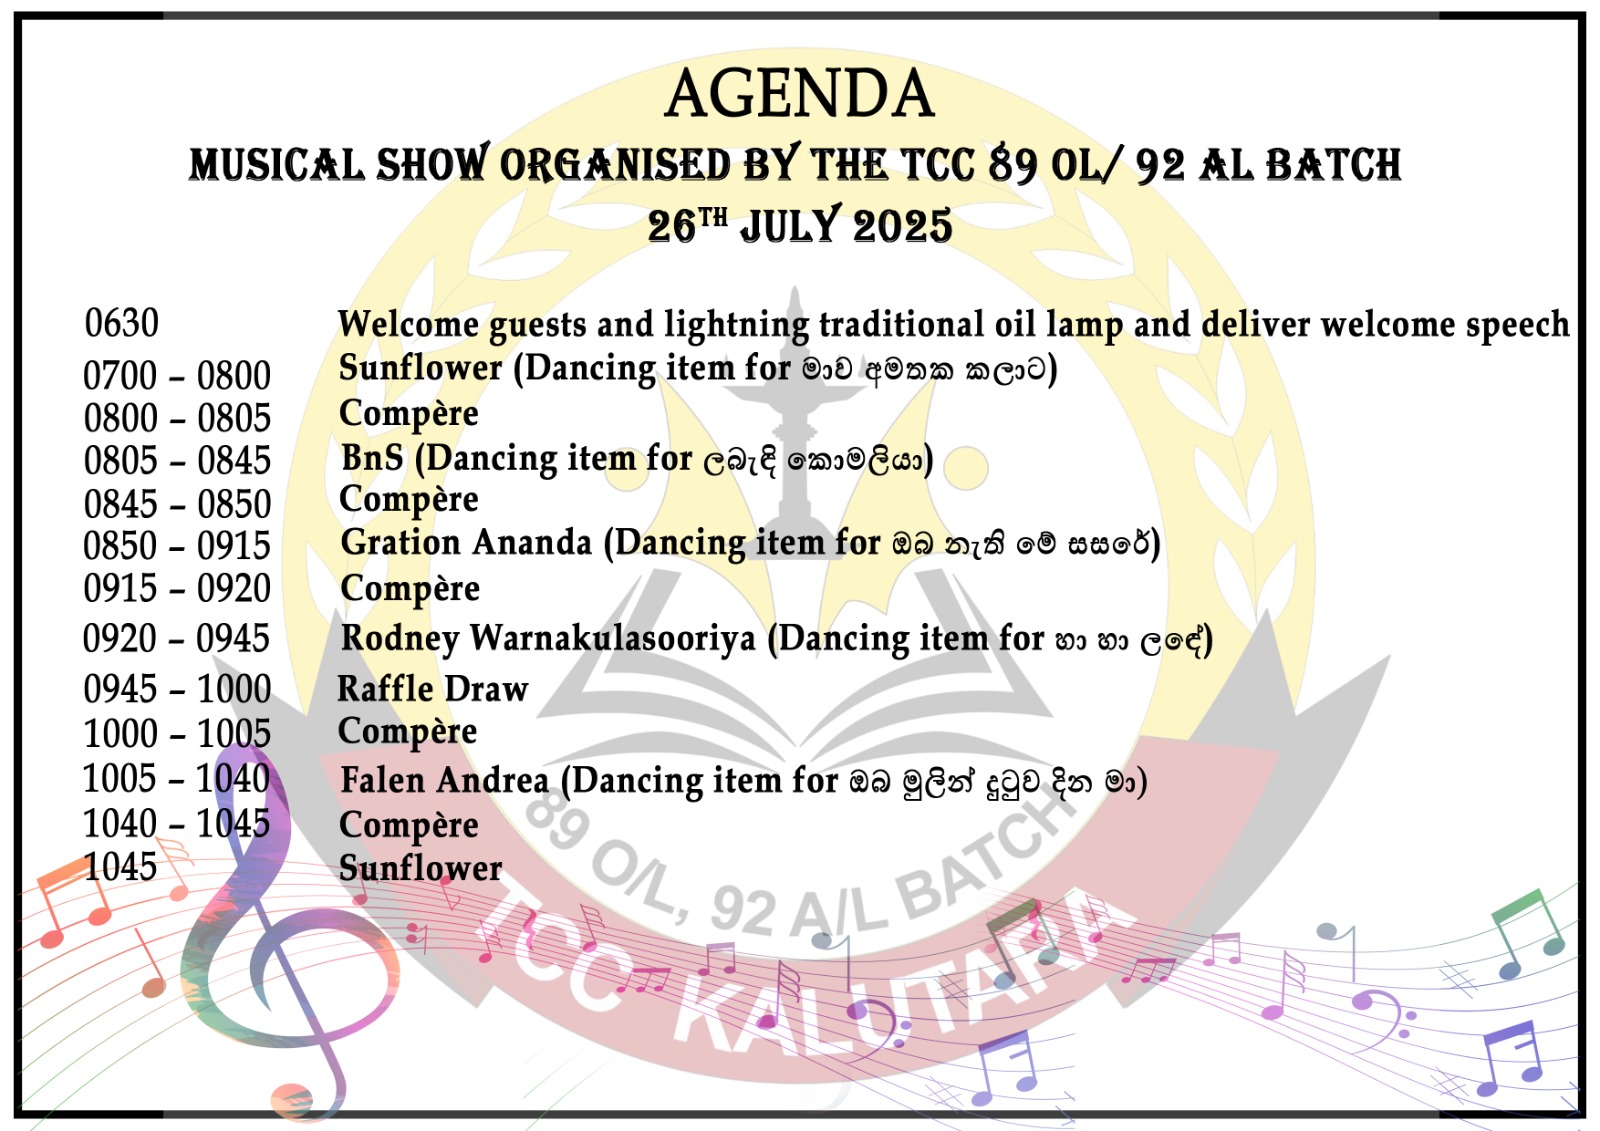 AGENDA
MUSICAL SHOW ORGANISED BY THE TCC 89 OL/ 92 AL BATCH
26TH JULY 2025
0630 Welcome guests and lightning traditional oil lamp and deliver welcome speech
0700 – 0800 Sunflower (Dancing item for මාව අමතක කලාට)
0800 – 0805 Compère
0805 – 0845 BnS (Dancing item for ලබැඳි කොමලියා)
0845 – 0850 Compère
0850 – 0915 Gration Ananda (Dancing item for ඔබ නැති මේ සසරේ)
0915 – 0920 Compère
0920 – 0945 Rodney Warnakulasooriya (Dancing item for හා හා ලඳේ)
0945 – 1000 Raffle Draw
1000 – 1005 Compère
1005 – 1040 Falen Andrea (Dancing item for ඔබ මුලින් දුටුව දින මා)
1040 – 1045 Compère
1045 Sunflower
89 O/L, 92 A/L BATCH
TCC KALUTARA